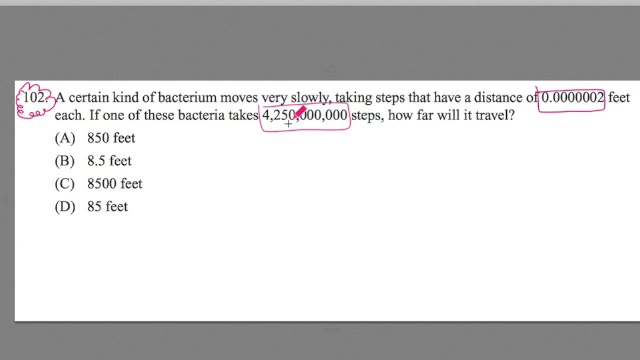 102. A certain kind of bacterium moves very slowly, taking steps that have a distance of 0.0000002 feet
each. If one of these bacteria takes 4,250,000,000 steps, how far will it travel?
(A) 850 feet
(B) 8.5 feet
(C) 8500 feet
(D) 85 feet